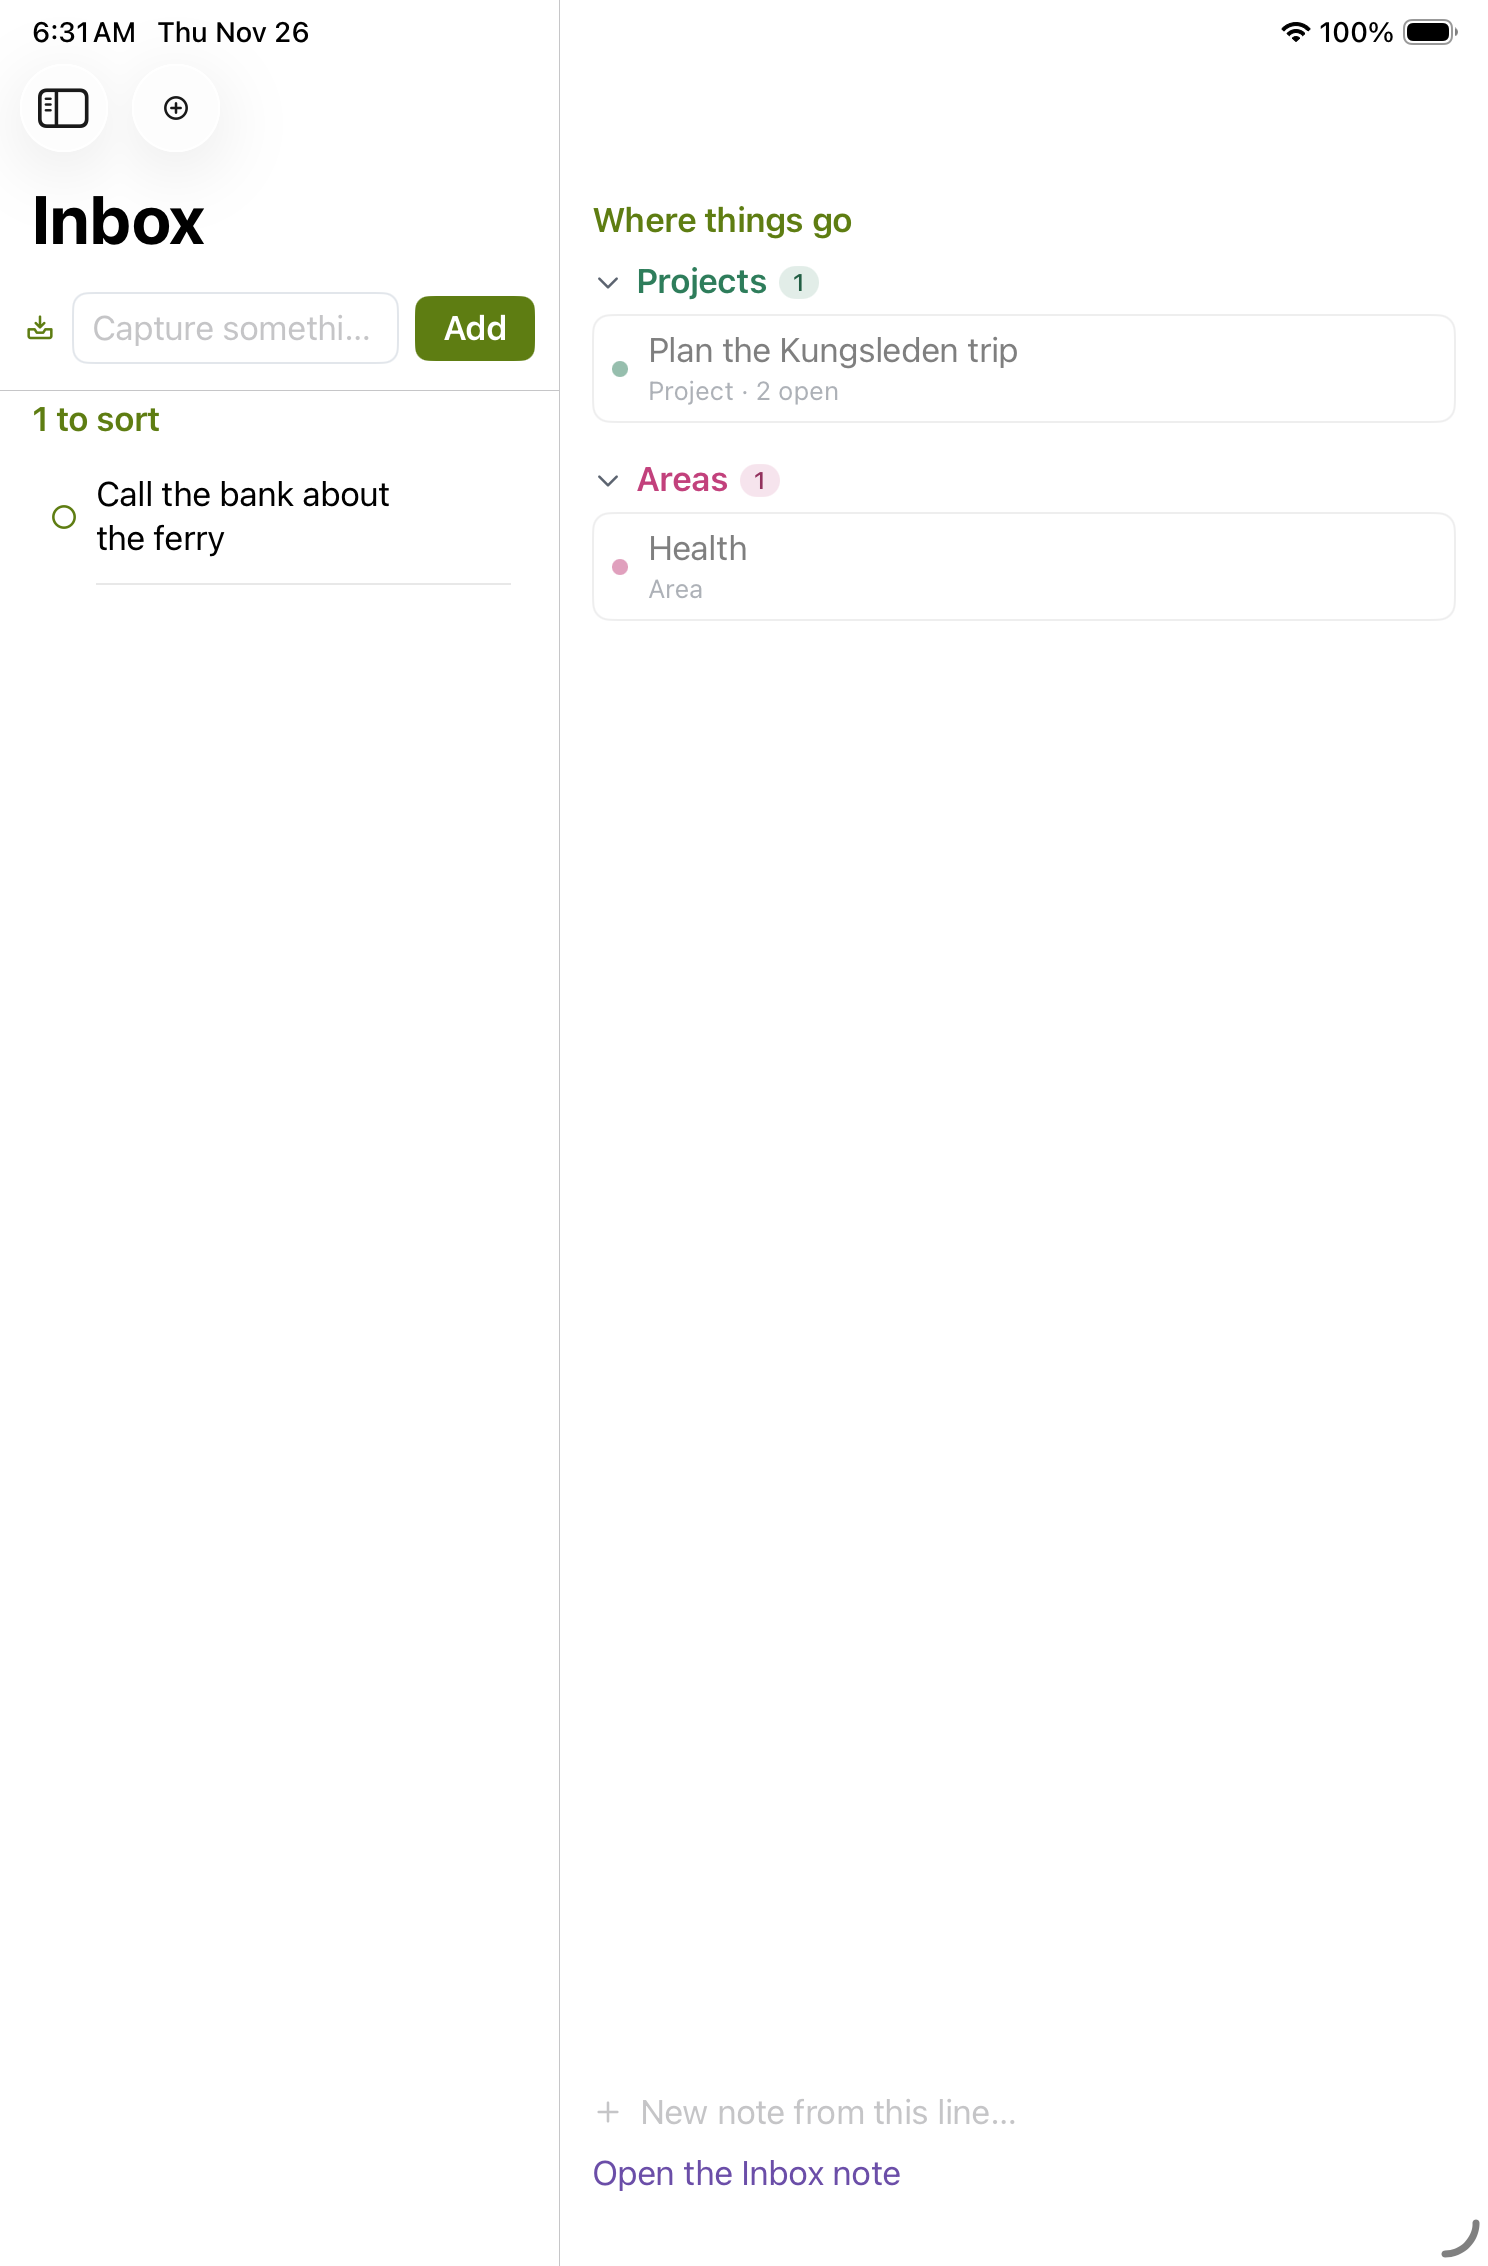 6:31 AM Thu Nov 26
100%
Inbox
Capture somethi...
Add
1 to sort
Call the bank about
the ferry
Where things go
Projects 1
Plan the Kungsleden trip
Project · 2 open
Areas 1
Health
Area
New note from this line...
Open the Inbox note